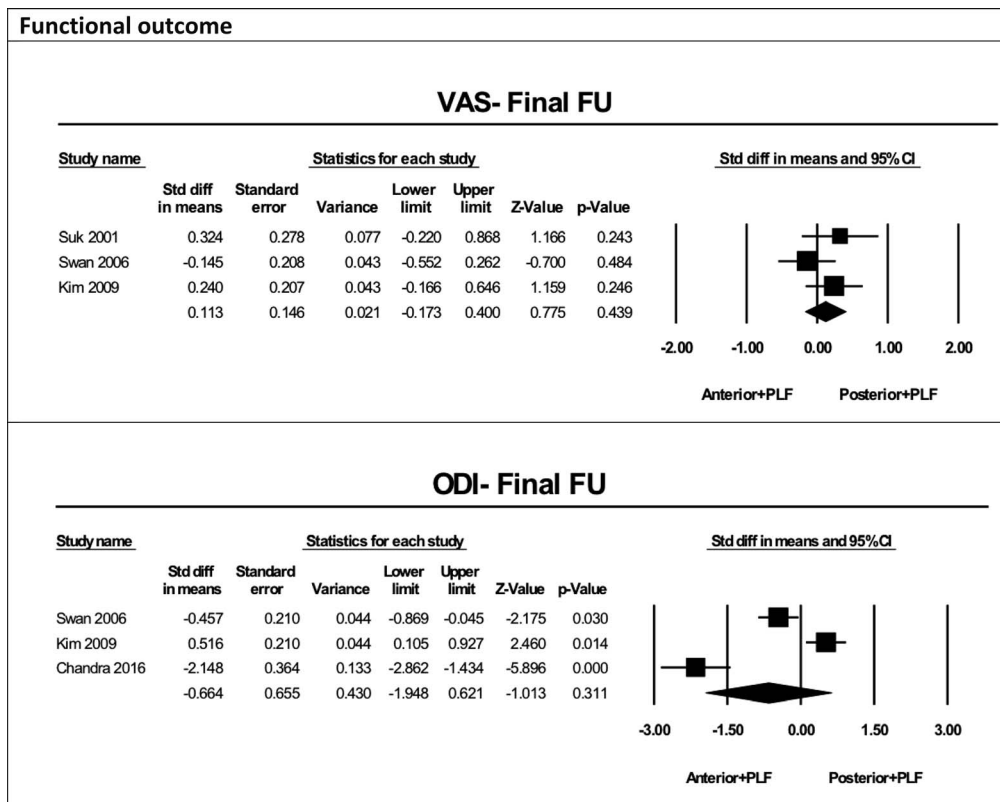 Functional outcome
VAS- Final FU
Study name Statistics for each study Std diff in means and 95% CI
Std diff Standard Lower Upper
in means error Variance limit limit Z-Value p-Value
Suk 2001 0.324 0.278 0.077 -0.220 0.868 1.166 0.243
Swan 2006 -0.145 0.208 0.043 -0.552 0.262 -0.700 0.484
Kim 2009 0.240 0.207 0.043 -0.166 0.646 1.159 0.246
0.113 0.146 0.021 -0.173 0.400 0.775 0.439
-2.00 -1.00 0.00 1.00 2.00
Anterior+PLF Posterior+PLF
ODI- Final FU
Study name Statistics for each study Std diff in means and 95%CI
Std diff Standard Lower Upper
in means error Variance limit limit Z-Value p-Value
Swan 2006 -0.457 0.210 0.044 -0.869 -0.045 -2.175 0.030
Kim 2009 0.516 0.210 0.044 0.105 0.927 2.460 0.014
Chandra 2016 -2.148 0.364 0.133 -2.862 -1.434 -5.896 0.000
-0.664 0.655 0.430 -1.948 0.621 -1.013 0.311
-3.00 -1.50 0.00 1.50 3.00
Anterior+PLF Posterior+PLF